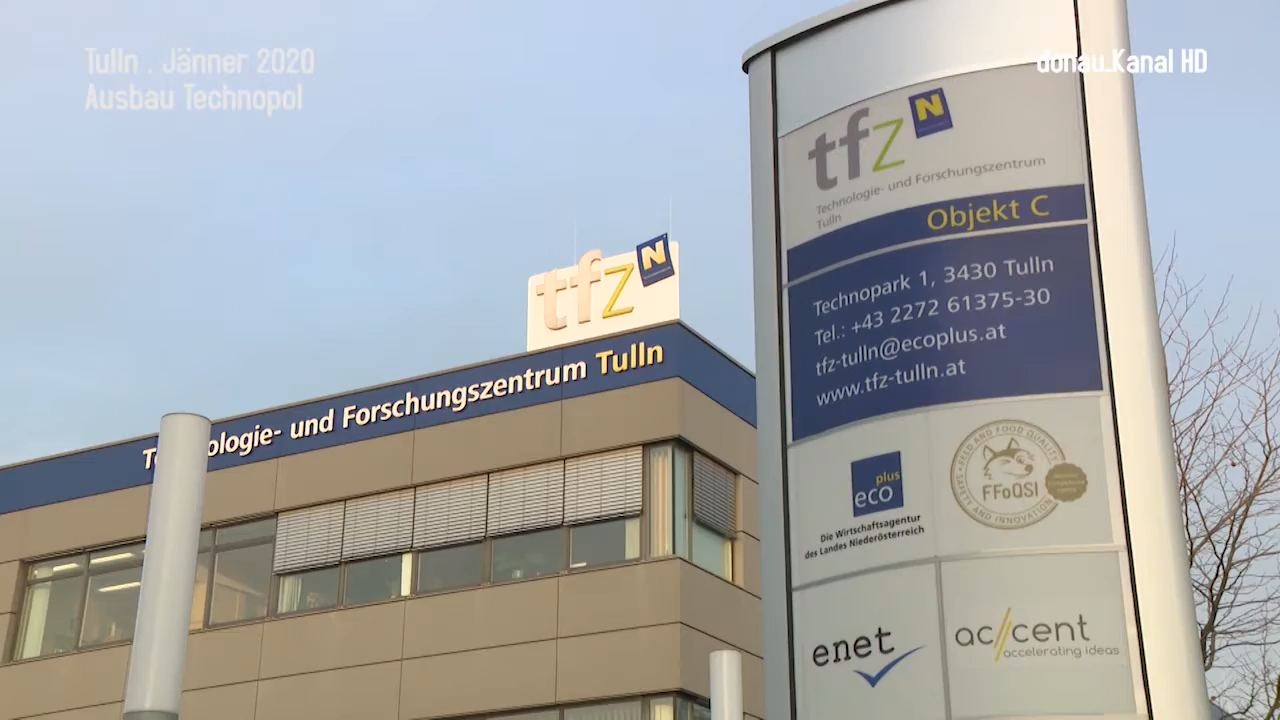 Tulln . Jänner 2020
Ausbau Technopol
donau.Kanal HD
tfz N
Technologie- und Forschungszentrum
Tulln
Objekt C
Technopark 1, 3430 Tulln
Tel.: +43 2272 61375-30
tfz-tulln@ecoplus.at
www.tfz-tulln.at
eco plus
Die Wirtschaftsagentur
des Landes Niederösterreich
FEED AND FOOD QUALITY
FFoQSI
SAFETY AND INNOVATION
enet
ac//cent
accelerating ideas
tfz N
T ologie- und Forschungszentrum Tulln